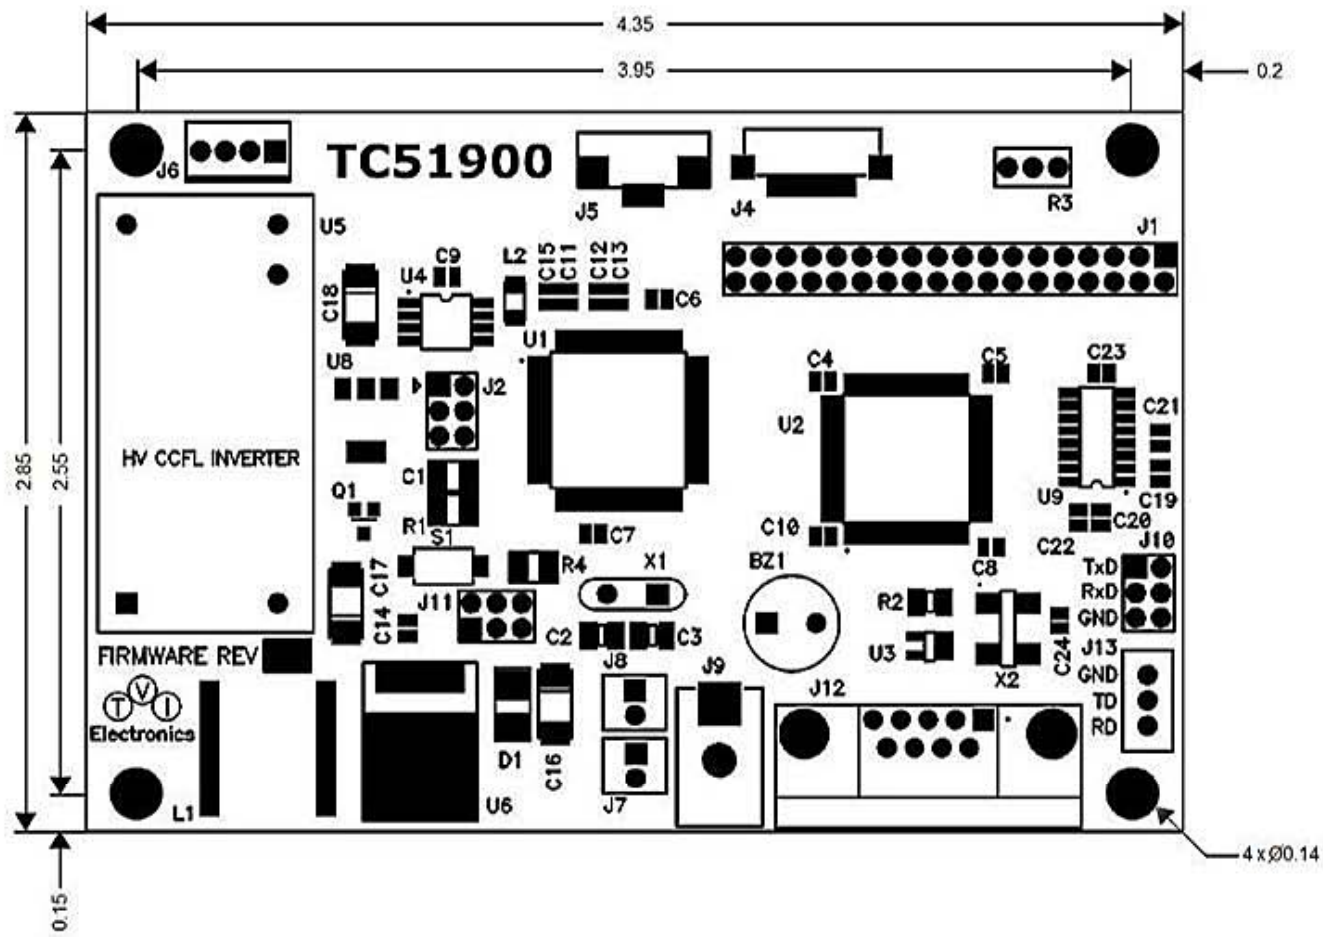 4.35
3.95
0.2
J6
TC51900
J5
J4
R3
J1
U5
C18
U4
C9
L2
C15
C11
C12
C13
C6
U1
U8
J2
C4
C5
C23
C21
U2
2.85
2.55
HV CCFL INVERTER
C1
Q1
R1
S1
C7
C10
U9
C19
C20
C22
J10
C17
R4
X1
BZ1
C8
TxD
RxD
GND
J11
C14
R2
C2
C3
U3
C24
J13
FIRMWARE REV
J8
J9
J12
X2
GND
TD
RD
T V I
Electronics
D1
C16
J7
L1
U6
4 x Ø0.14
0.15